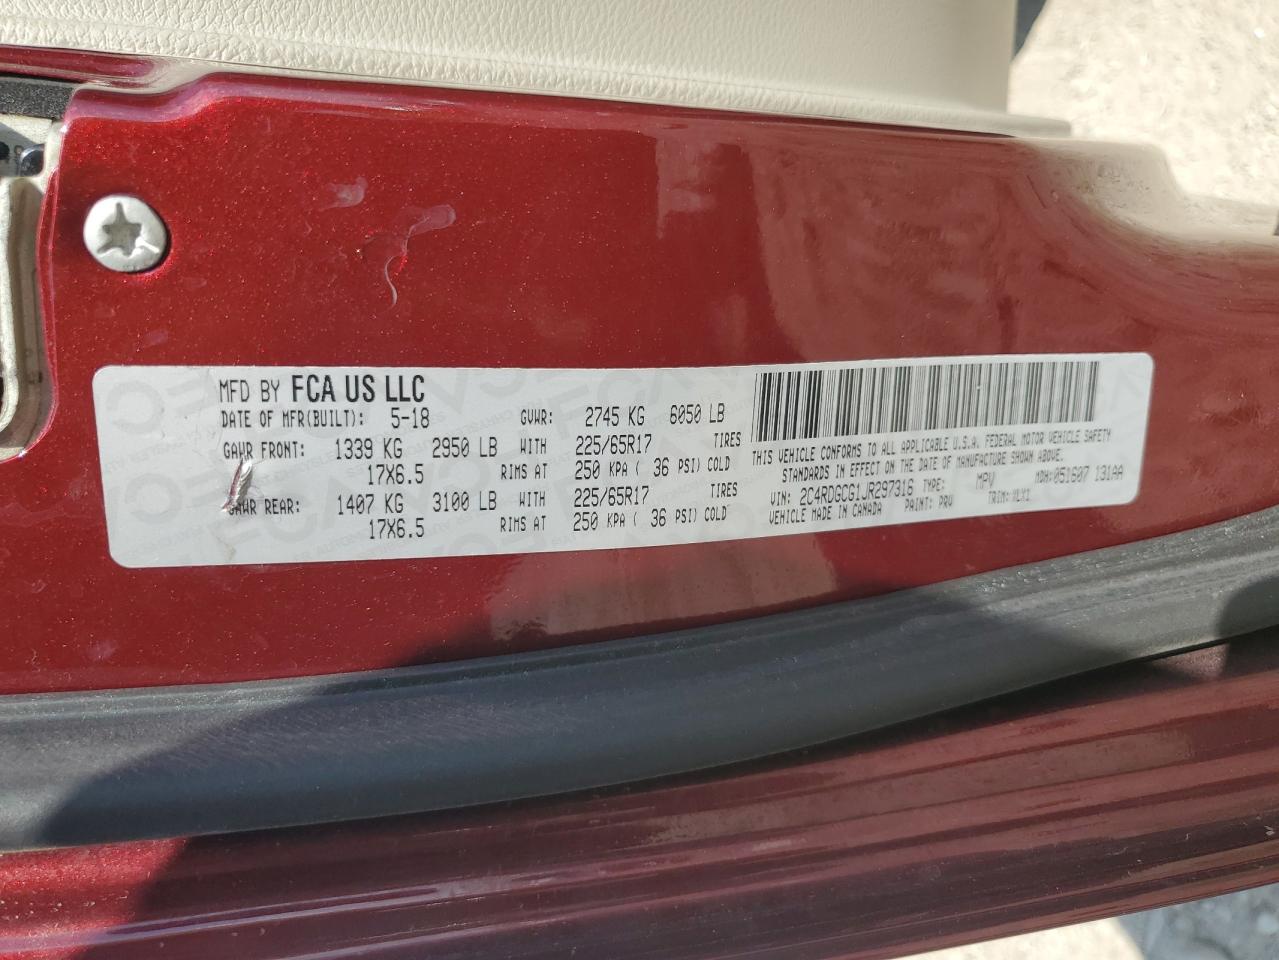 MFD BY FCA US LLC
DATE OF MFR(BUILT): 5-18 GVWR: 2745 KG 6050 LB
GAWR FRONT: 1339 KG 2950 LB WITH 225/65R17 TIRES
17X6.5 RIMS AT 250 KPA ( 36 PSI) COLD
GAWR REAR: 1407 KG 3100 LB WITH 225/65R17 TIRES
17X6.5 RIMS AT 250 KPA ( 36 PSI) COLD
THIS VEHICLE CONFORMS TO ALL APPLICABLE U.S.A. FEDERAL MOTOR VEHICLE SAFETY
STANDARDS IN EFFECT ON THE DATE OF MANUFACTURE SHOWN ABOVE.
VIN: 2C4RDGCG1JR297316 TYPE: MPV MDH: 051607 131AA
VEHICLE MADE IN CANADA PAINT: PRV TRIM: